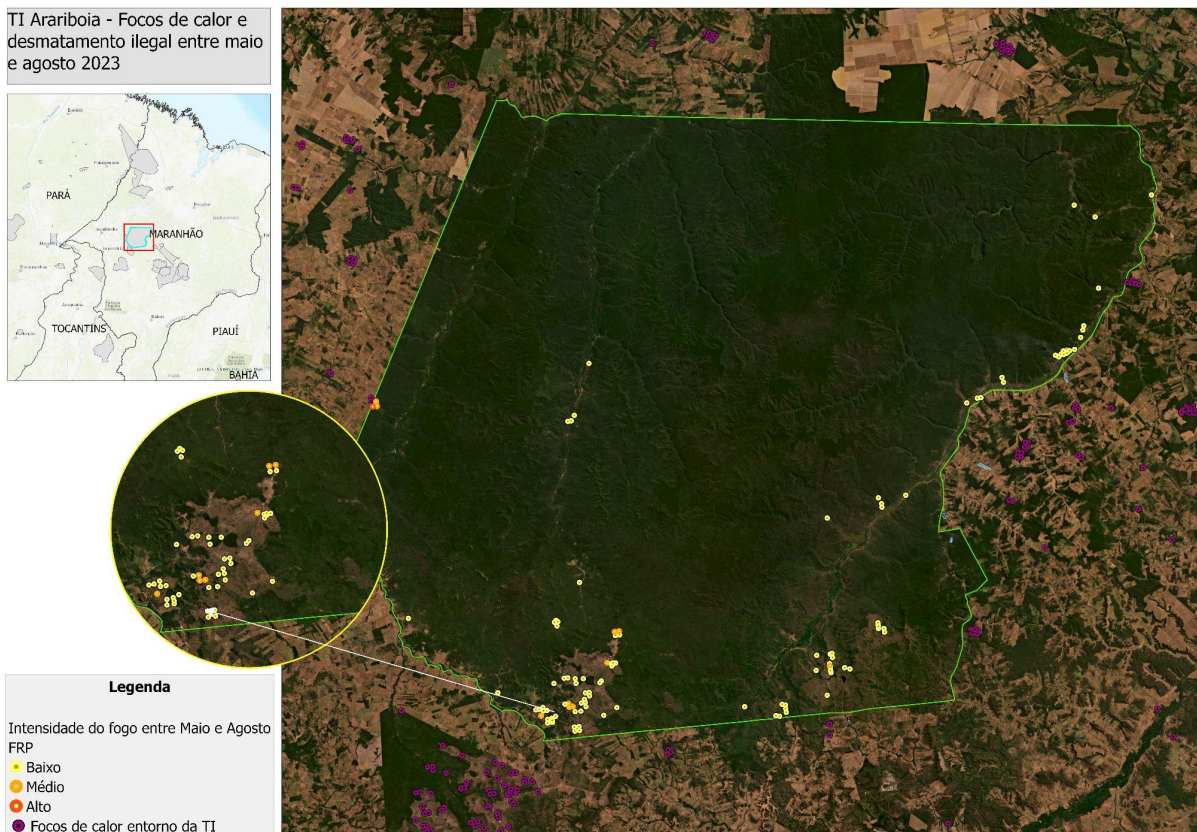 TI Arariboia - Focos de calor e
desmatamento ilegal entre maio
e agosto 2023
PARÁ
MARANHÃO
TOCANTINS
PIAUÍ
BAHIA
Legenda
Intensidade do fogo entre Maio e Agosto
FRP
Baixo
Médio
Alto
Focos de calor entorno da TI